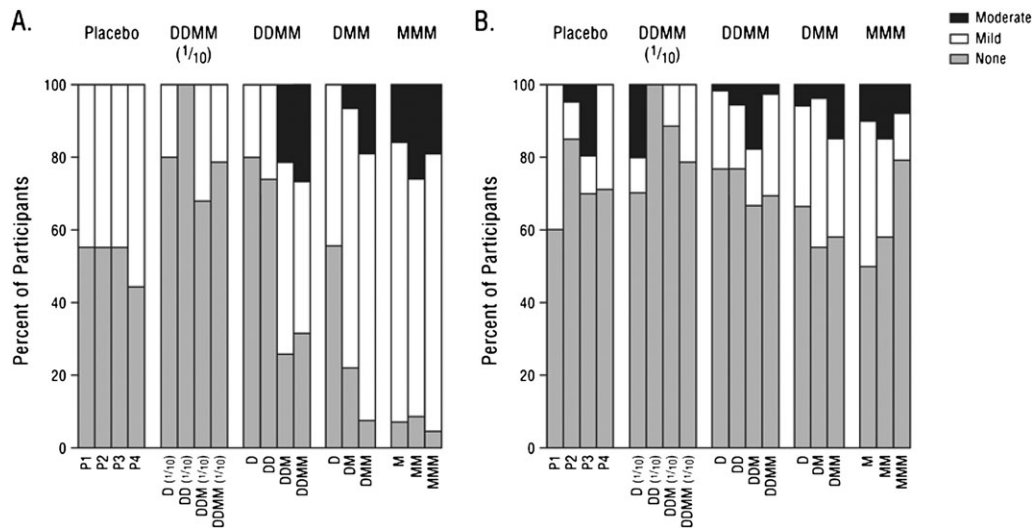 A.
Placebo DDMM DDMM DMM MMM
(1/10)
Percent of Participants
100
80
60
40
20
0
P1 P2 P3 P4
D (1/10) DD (1/10) DDM (1/10) DDMM (1/10)
D DD DDM DDMM
D DM DMM
M MM MMM
B.
Placebo DDMM DDMM DMM MMM
(1/10)
Percent of Participants
100
80
60
40
20
0
P1 P2 P3 P4
D (1/10) DD (1/10) DDM (1/10) DDMM (1/10)
D DD DDM DDMM
D DM DMM
M MM MMM
Moderate
Mild
None